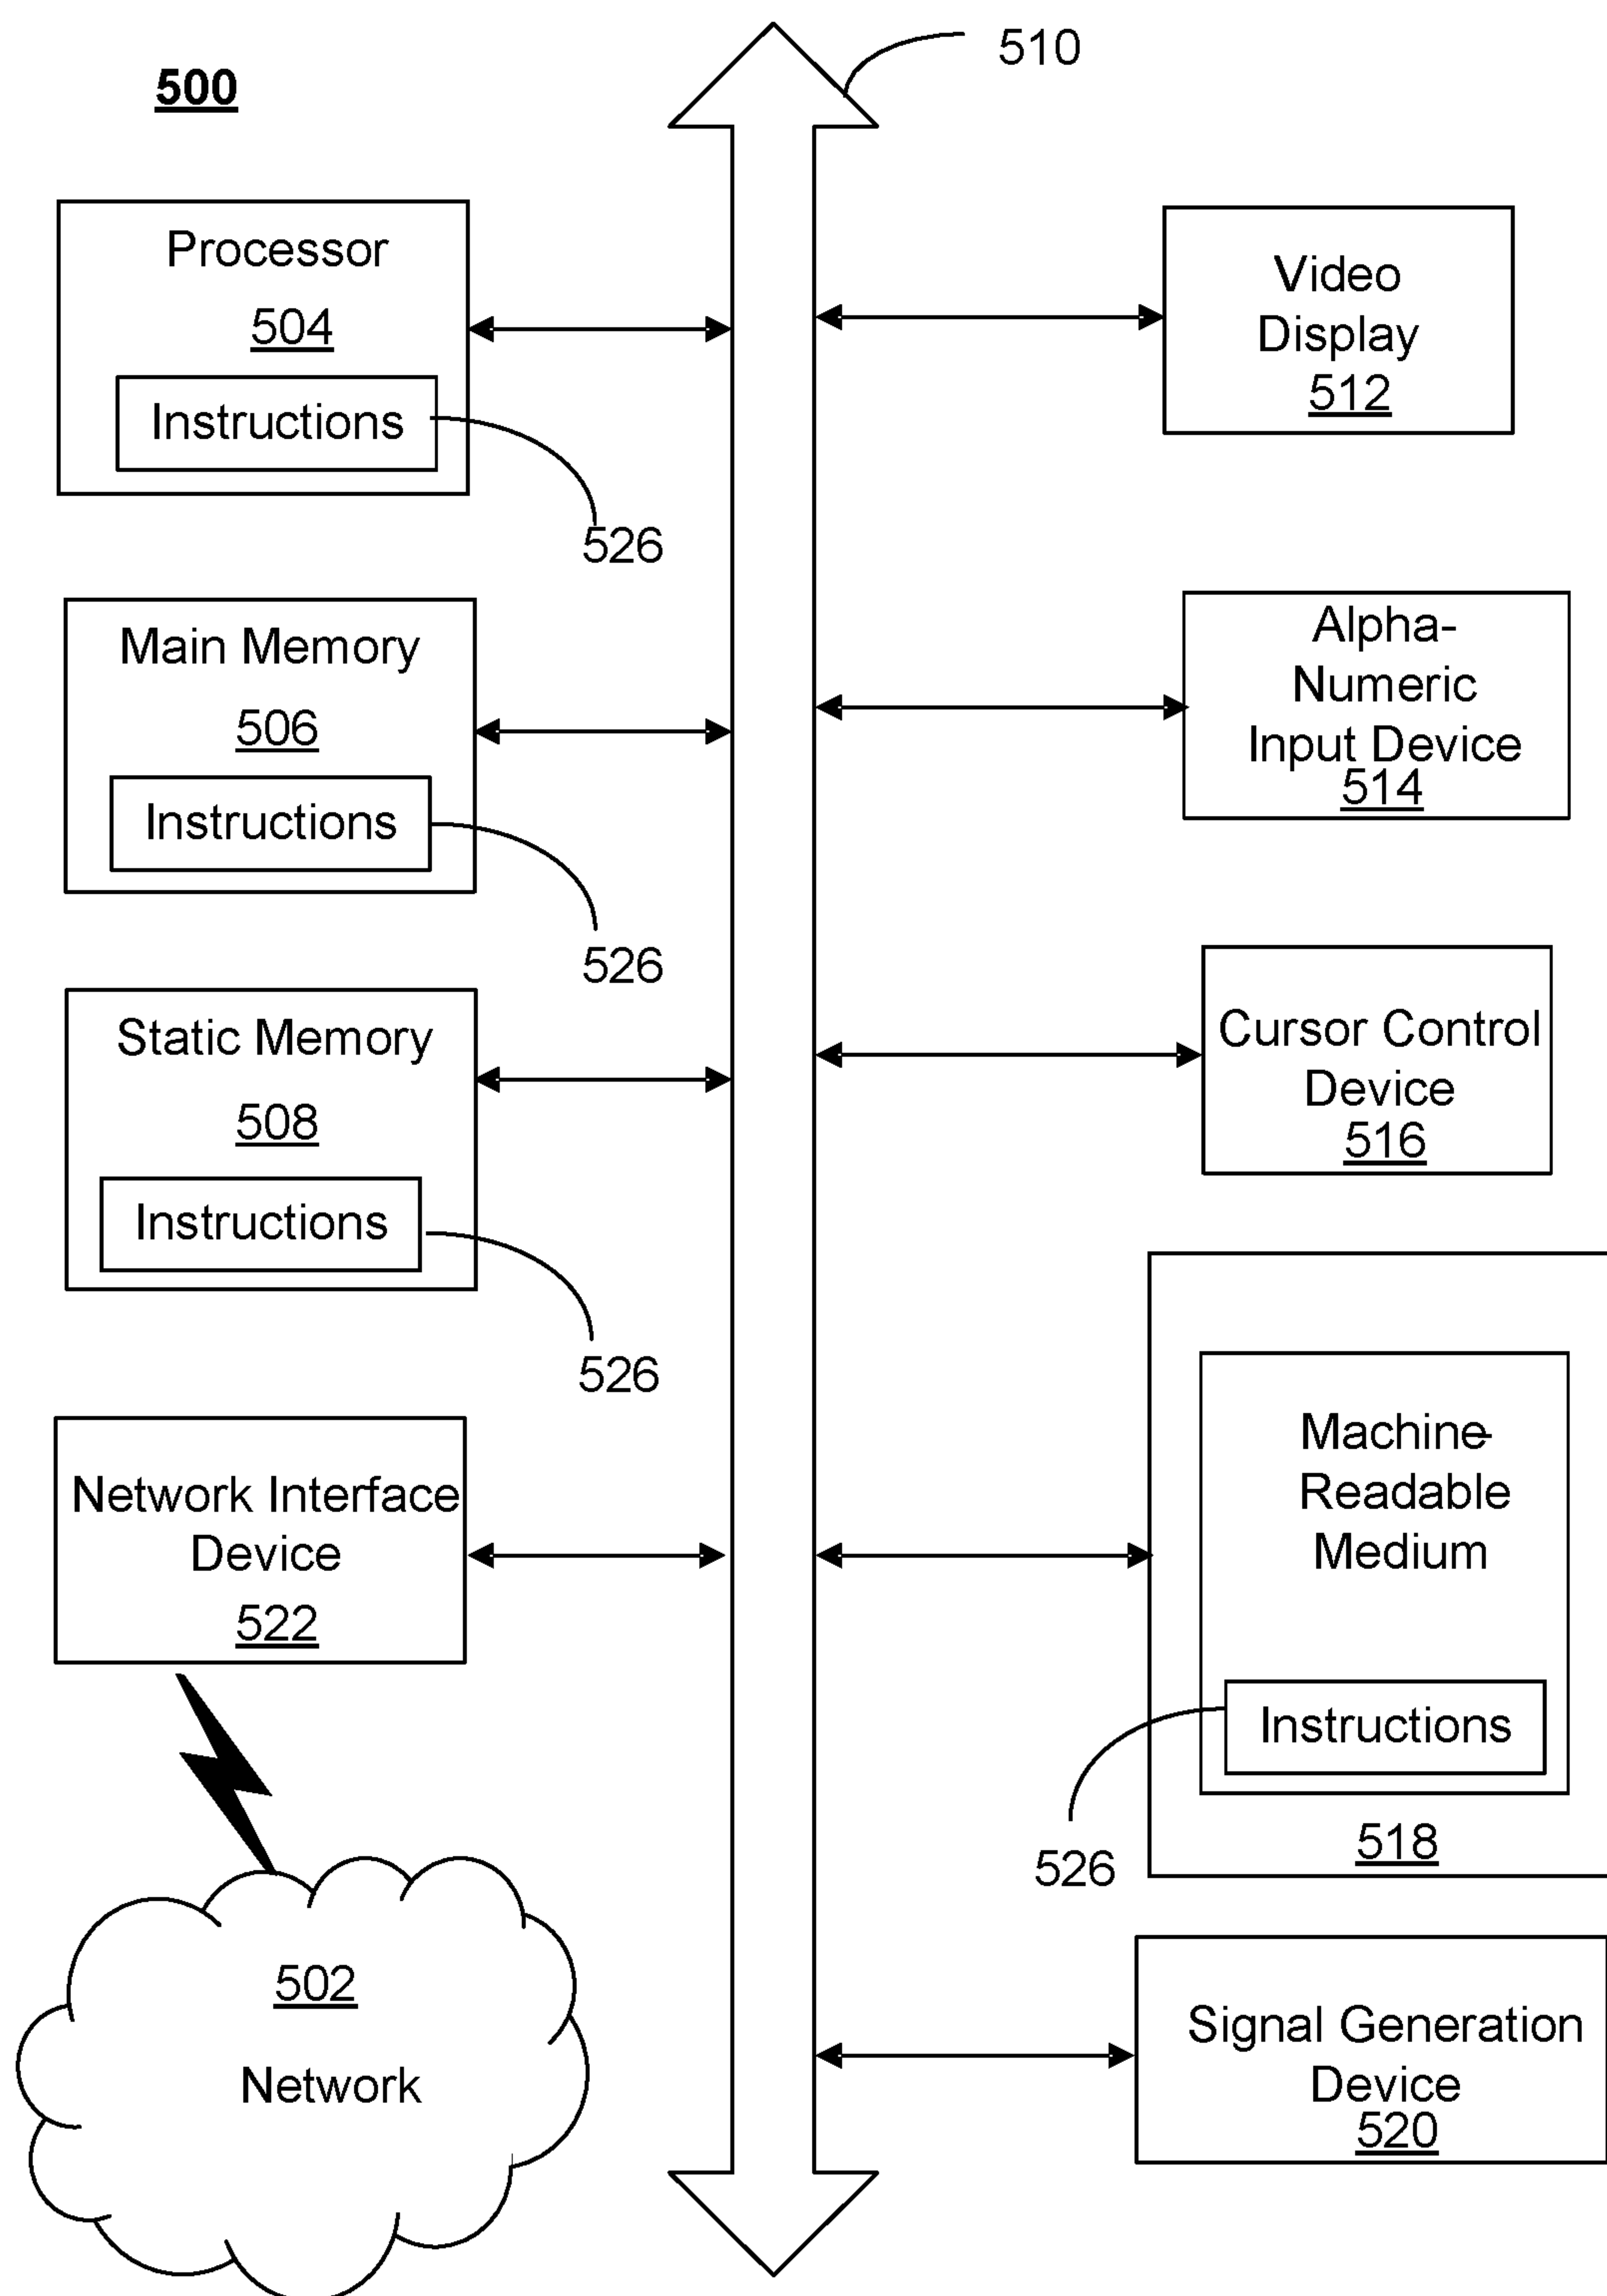 500
510
Processor
504
Instructions
526
Main Memory
506
Instructions
526
Static Memory
508
Instructions
526
Network Interface
Device
522
502
Network
Video
Display
512
Alpha-
Numeric
Input Device
514
Cursor Control
Device
516
Machine-
Readable
Medium
Instructions
526
518
Signal Generation
Device
520